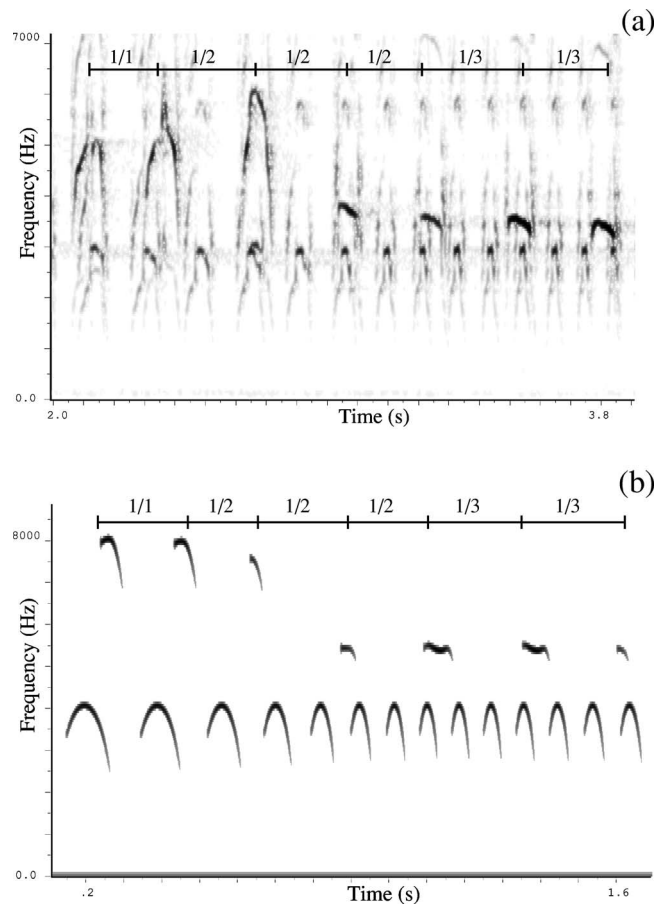 (a)
7000
1/1 1/2 1/2 1/2 1/3 1/3
Frequency (Hz)
0.0
2.0 Time (s) 3.8
(b)
1/1 1/2 1/2 1/2 1/3 1/3
8000
Frequency (Hz)
0.0
.2 Time (s) 1.6